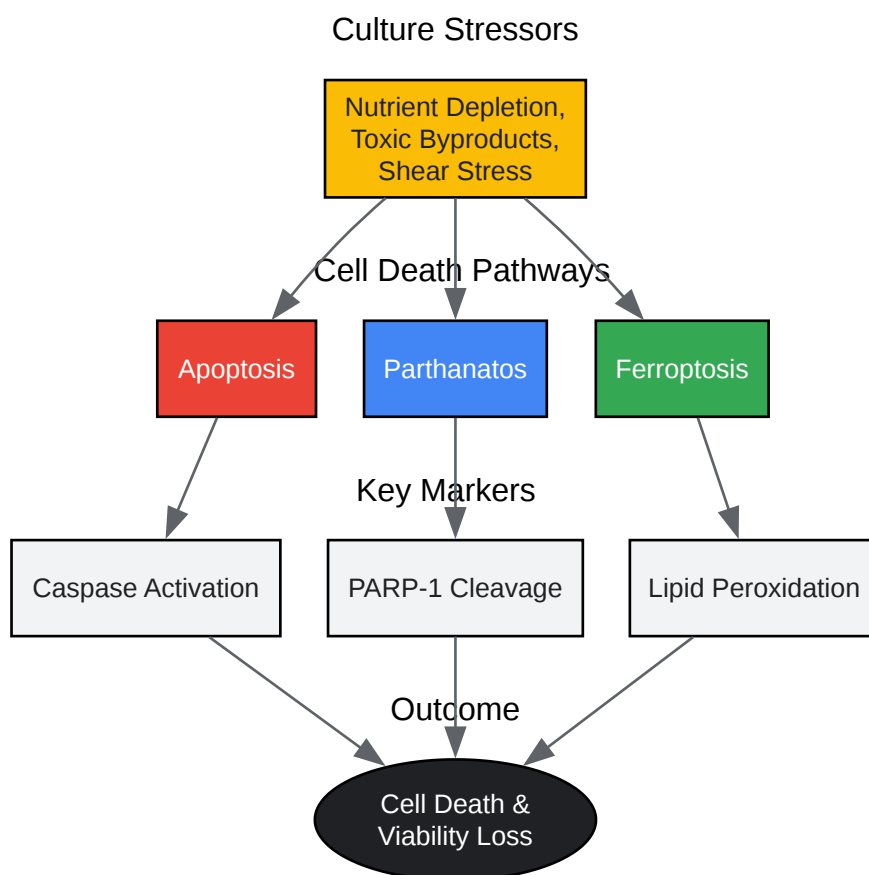 Culture Stressors
Nutrient Depletion,
Toxic Byproducts,
Shear Stress
Cell Death Pathways
Apoptosis
Parthanatos
Ferroptosis
Key Markers
Caspase Activation
PARP-1 Cleavage
Lipid Peroxidation
Outcome
Cell Death &
Viability Loss